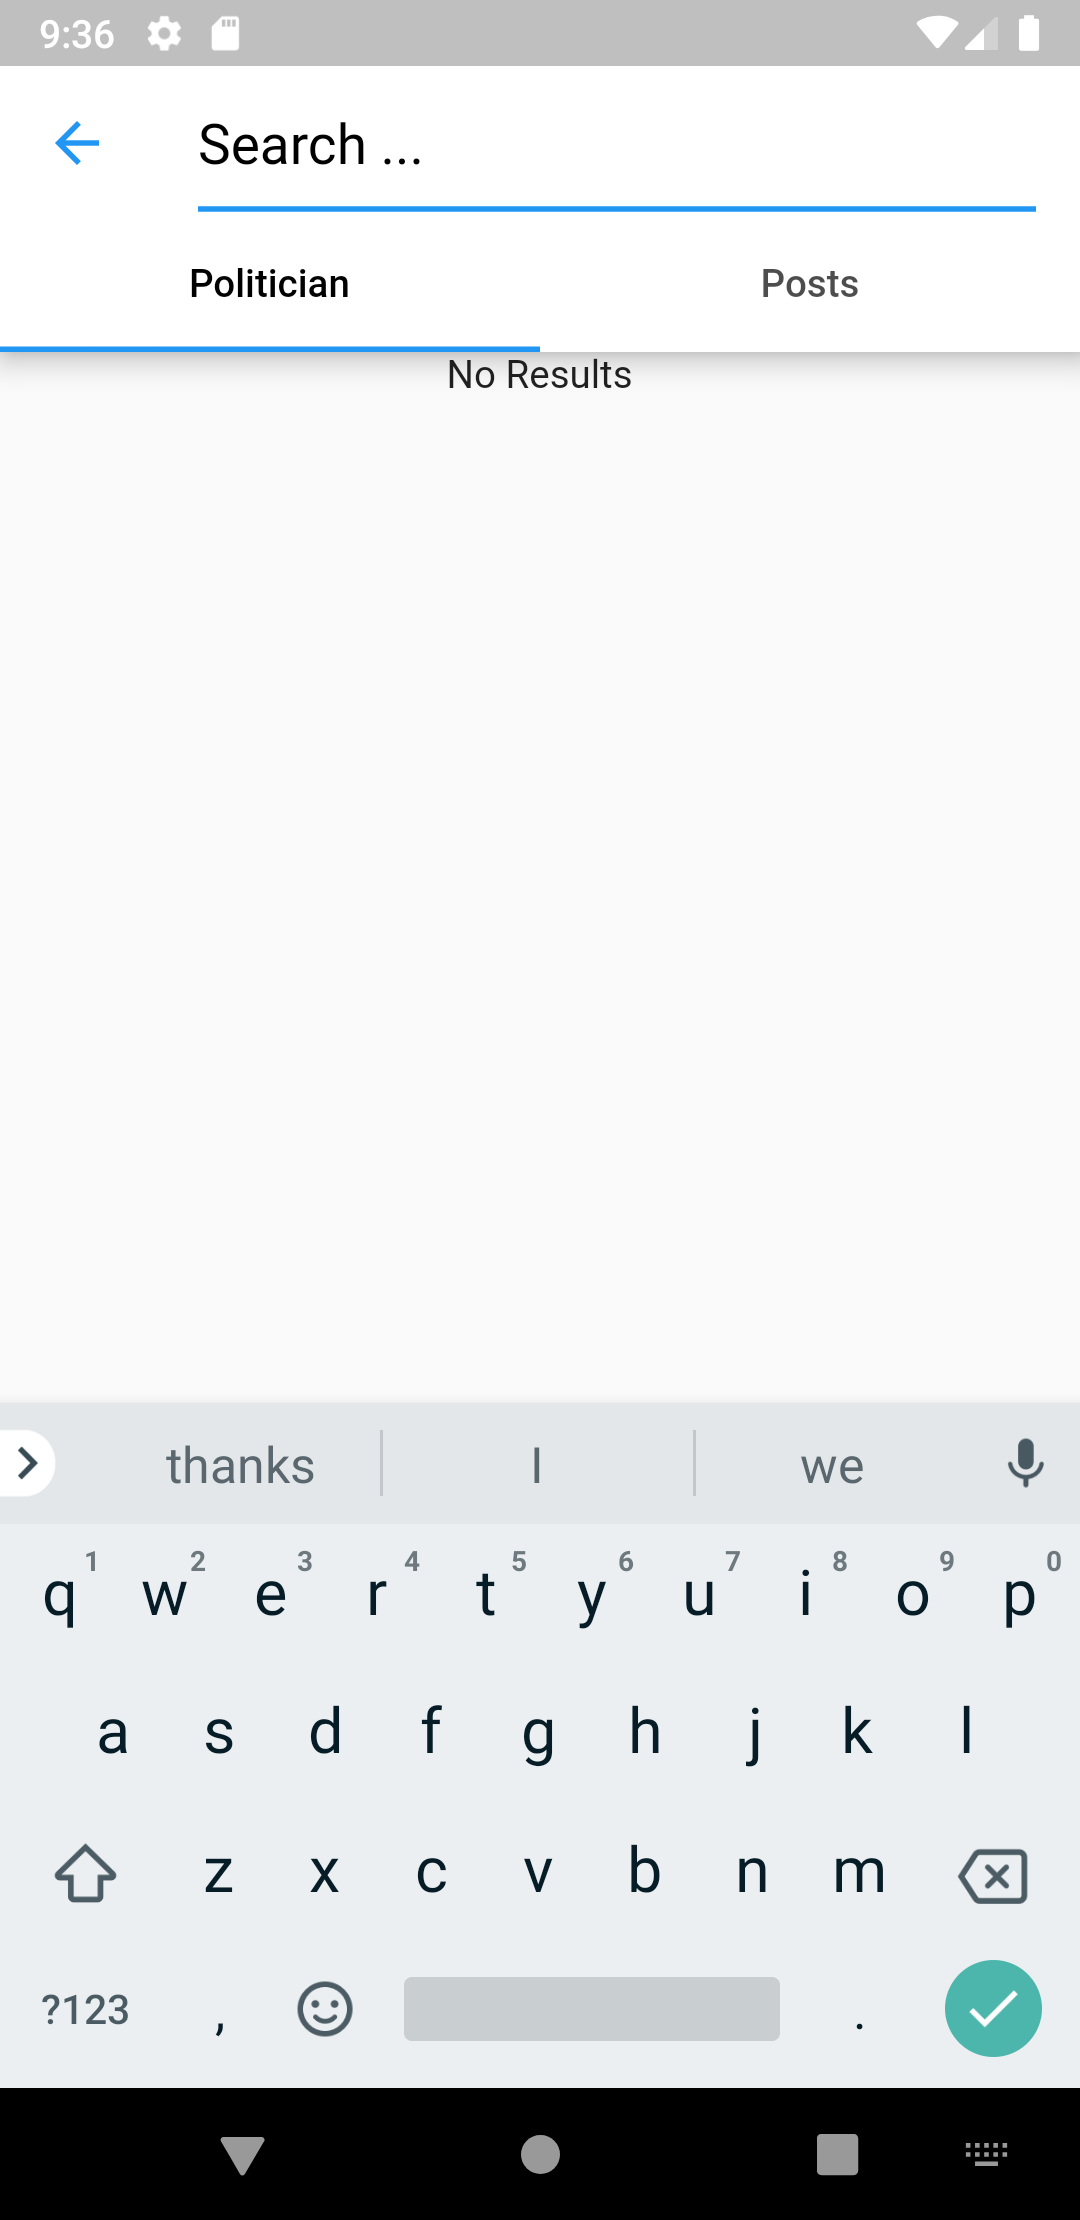 9:36
Search ...
Politician
Posts
No Results
thanks I we
1 2 3 4 5 6 7 8 9 0
q w e r t y u i o p
a s d f g h j k l
z x c v b n m
?123 , .